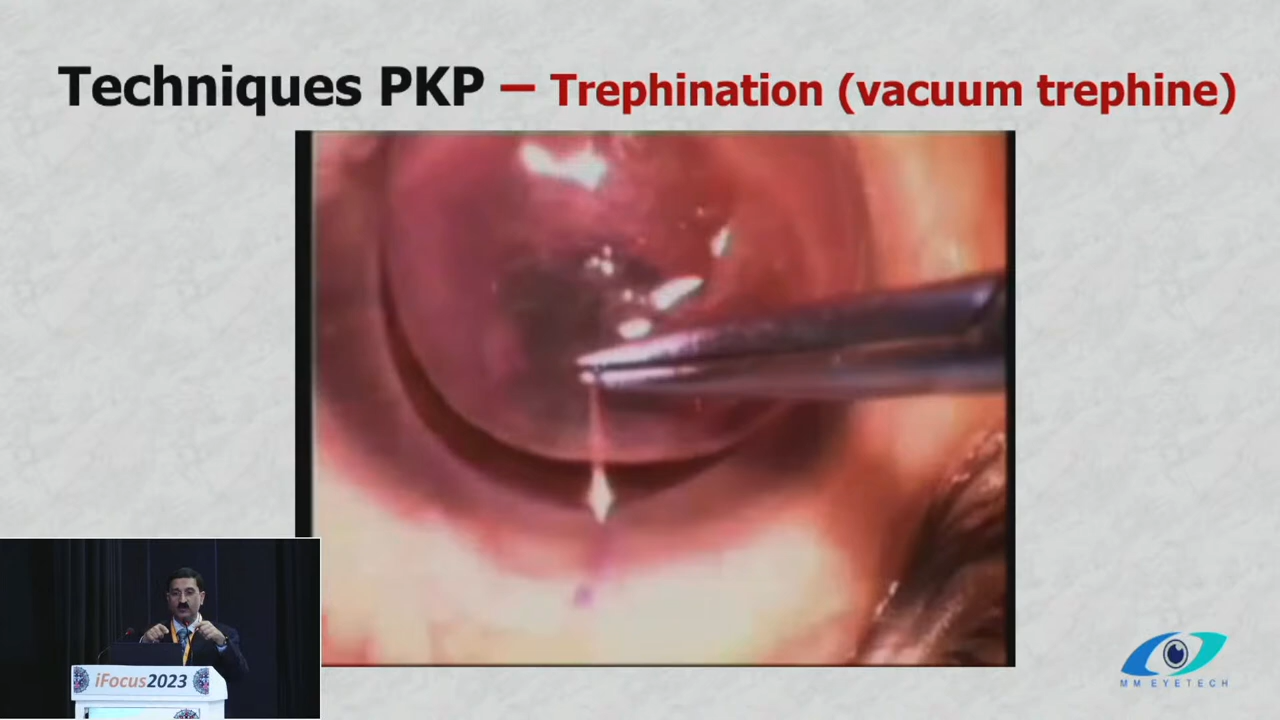 Techniques PKP – Trephination (vacuum trephine)
iFocus2023
MM EYETECH